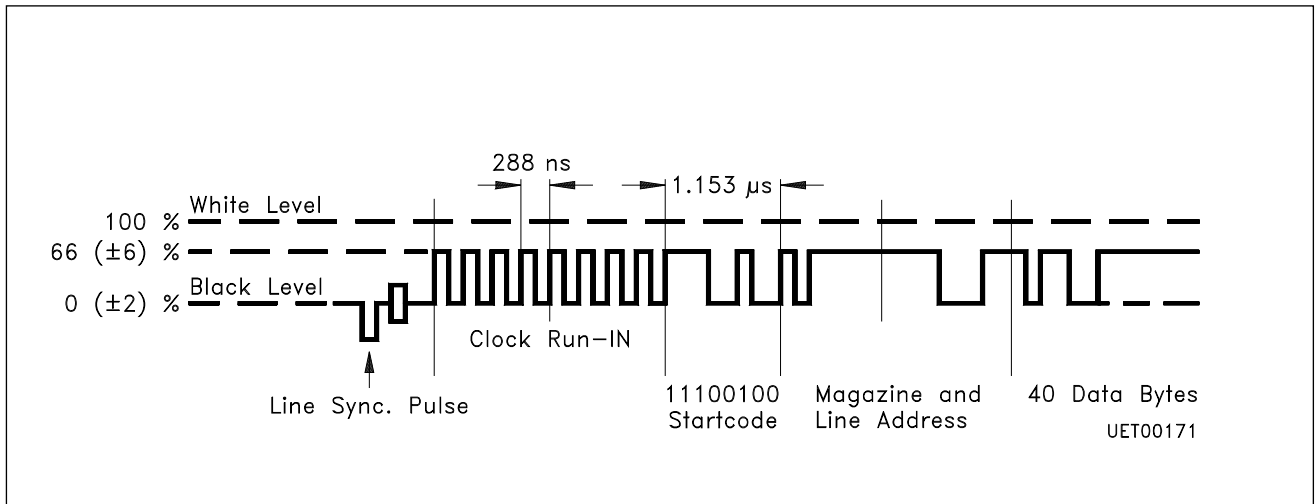 288 ns
1.153 µs
White Level
100 %
66 (±6) %
Black Level
0 (±2) %
Clock Run-IN
Line Sync. Pulse
11100100
Startcode
Magazine and
Line Address
40 Data Bytes
UET00171